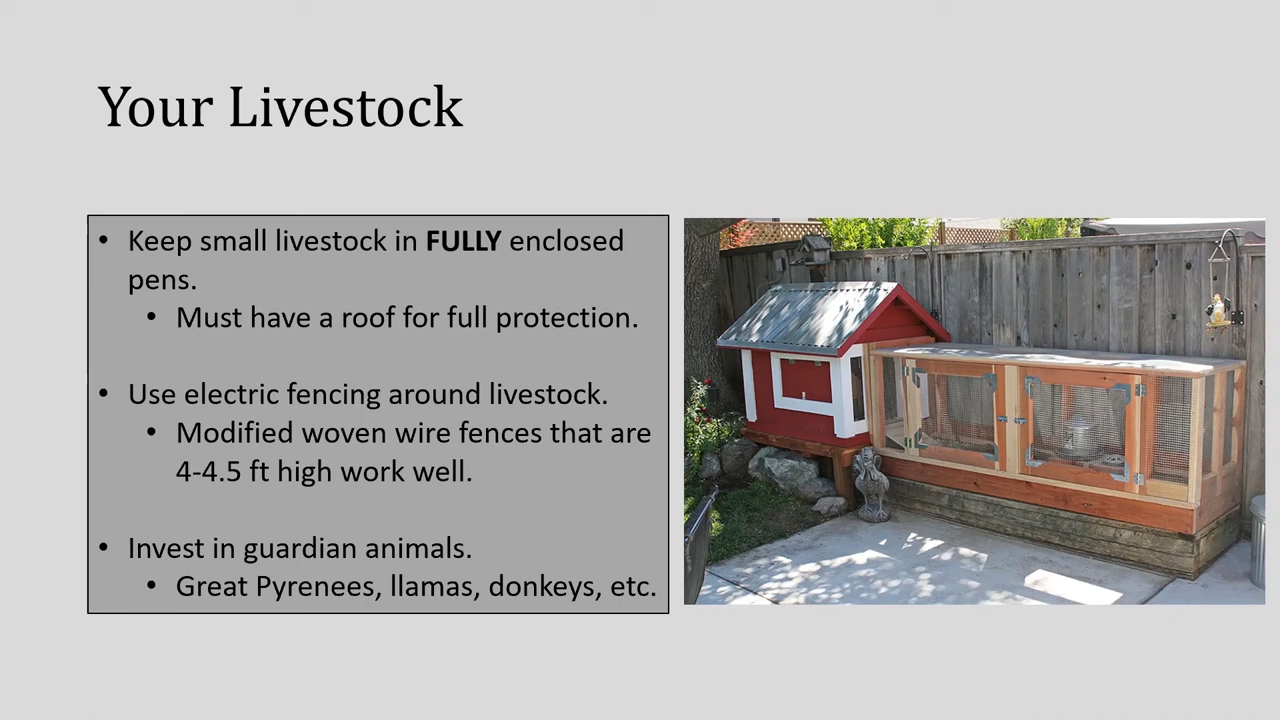 Your Livestock
• Keep small livestock in FULLY enclosed
pens.
• Must have a roof for full protection.
• Use electric fencing around livestock.
• Modified woven wire fences that are
4-4.5 ft high work well.
• Invest in guardian animals.
• Great Pyrenees, llamas, donkeys, etc.